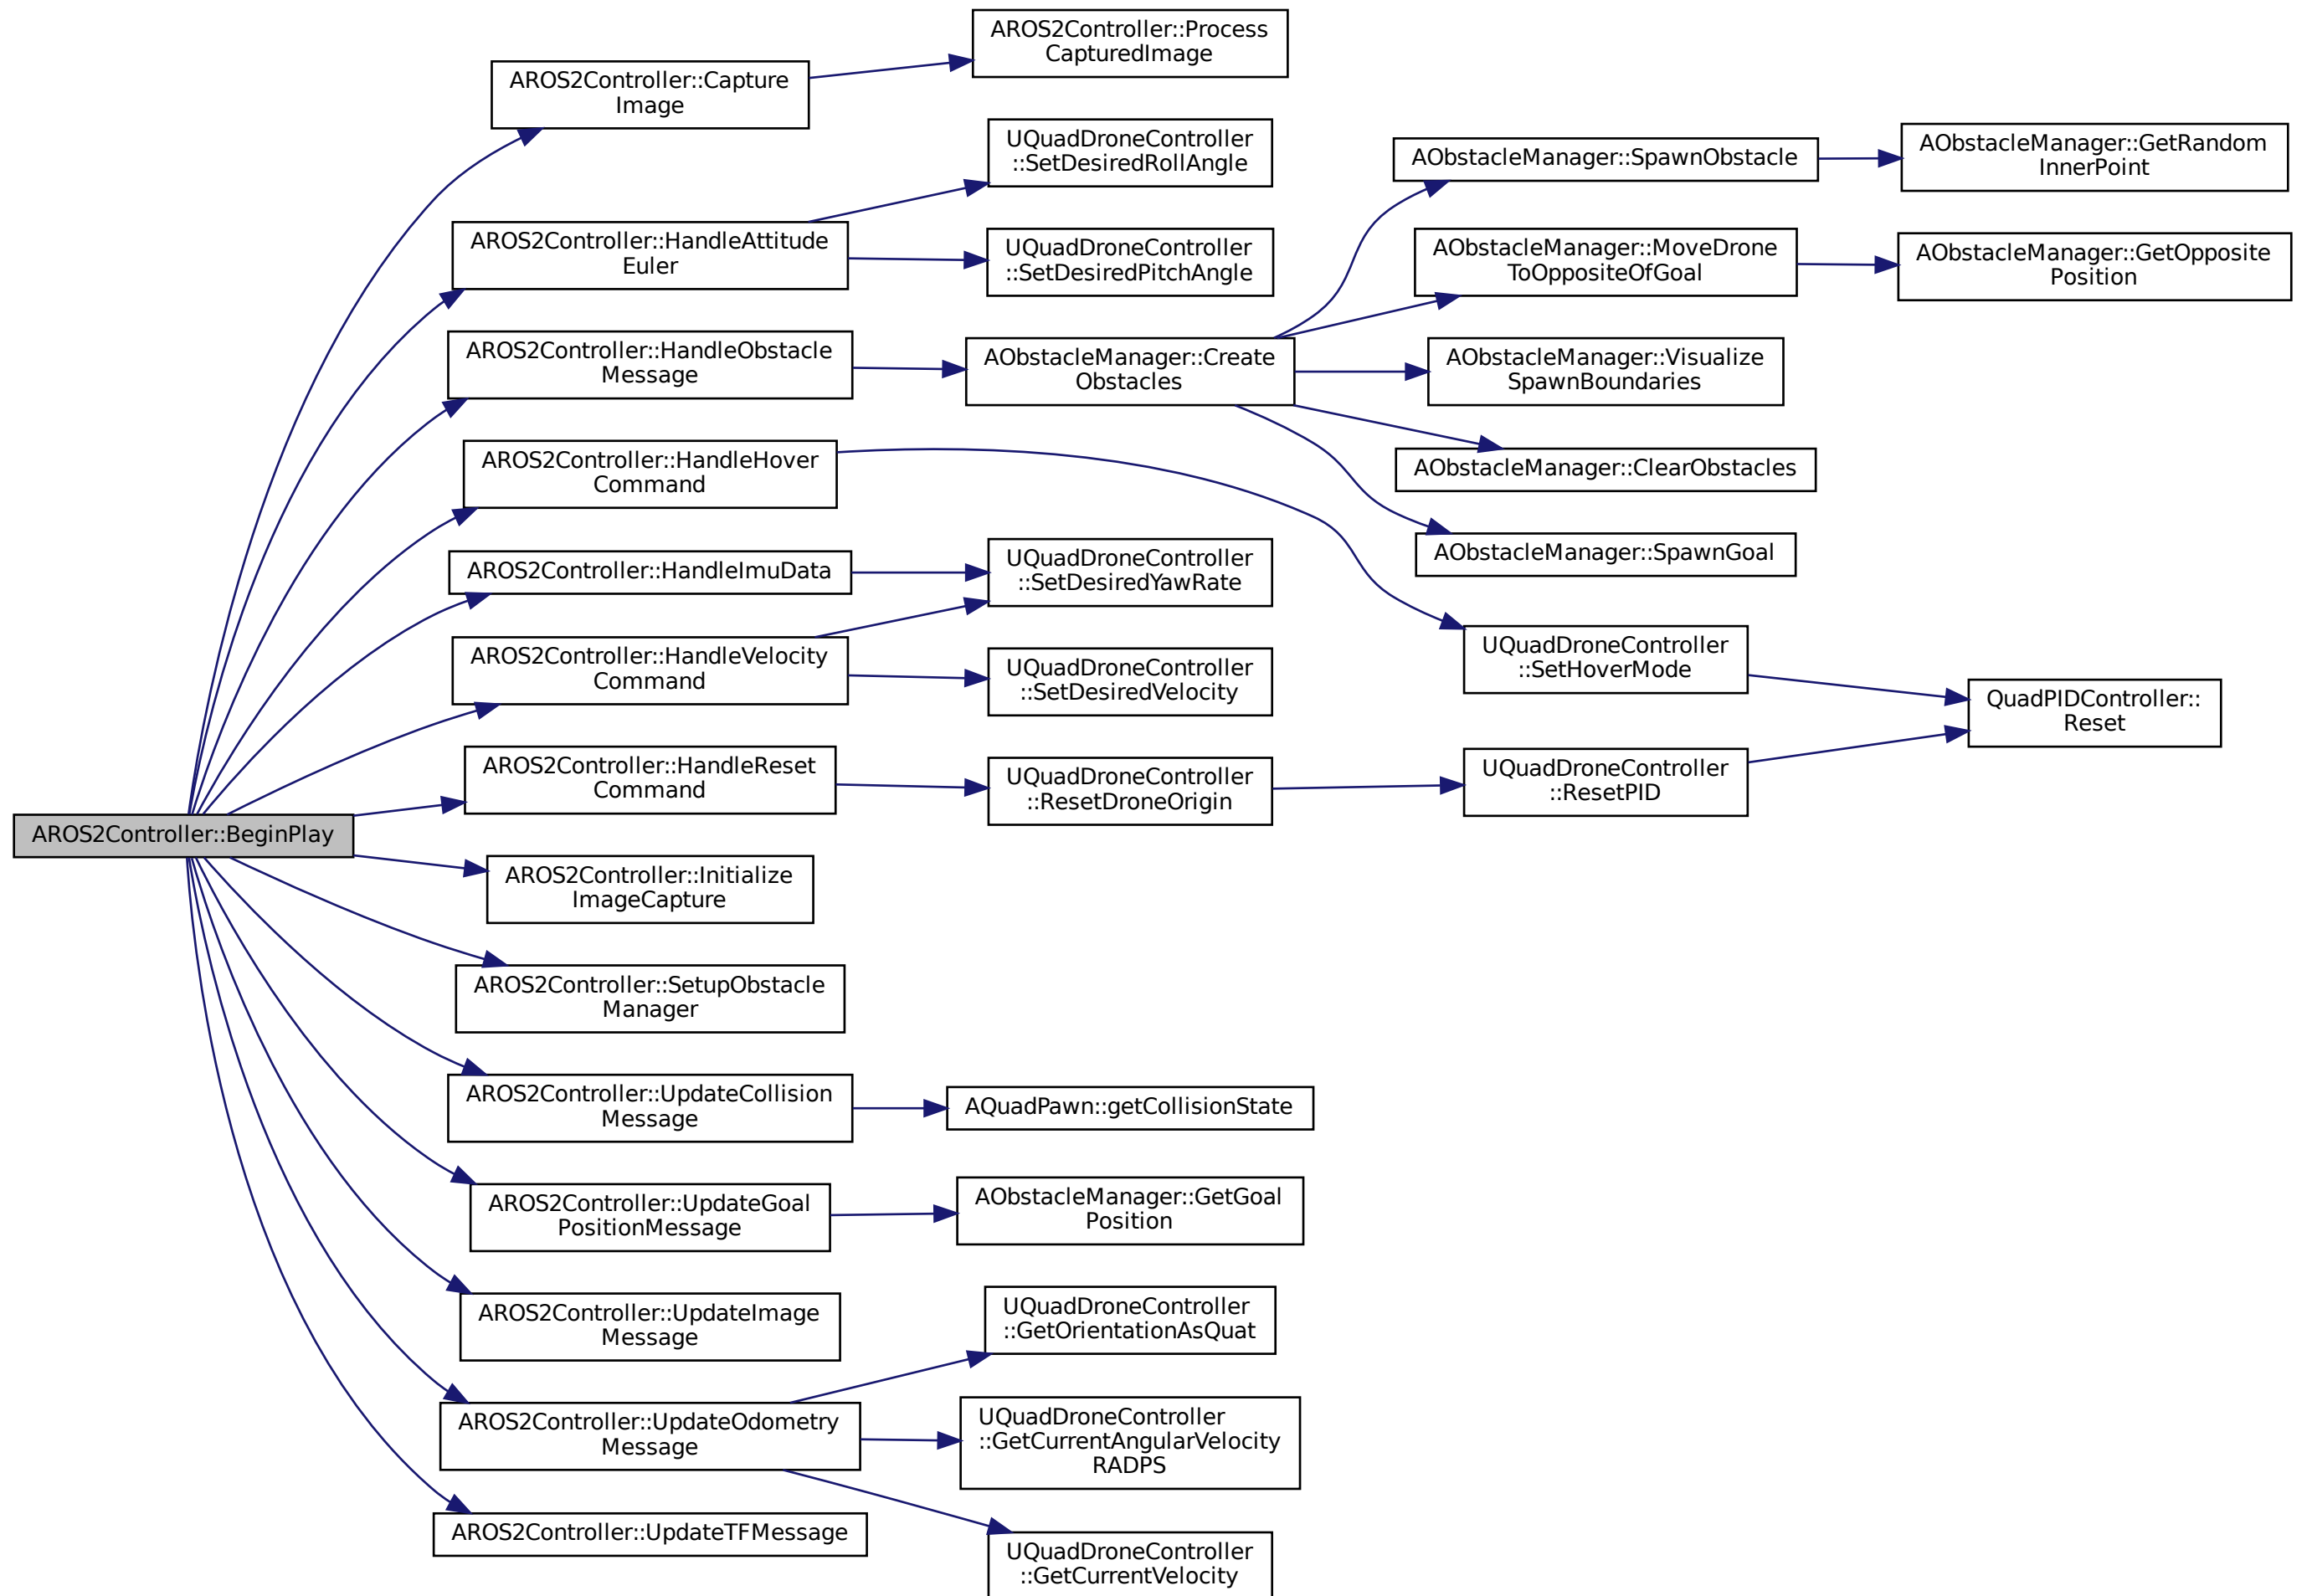 AROS2Controller::BeginPlay
AROS2Controller::Capture
Image
AROS2Controller::Process
CapturedImage
AROS2Controller::HandleAttitude
Euler
UQuadDroneController
::SetDesiredRollAngle
UQuadDroneController
::SetDesiredPitchAngle
AROS2Controller::HandleObstacle
Message
AObstacleManager::Create
Obstacles
AObstacleManager::SpawnObstacle
AObstacleManager::GetRandom
InnerPoint
AObstacleManager::MoveDrone
ToOppositeOfGoal
AObstacleManager::GetOpposite
Position
AObstacleManager::Visualize
SpawnBoundaries
AObstacleManager::ClearObstacles
AObstacleManager::SpawnGoal
AROS2Controller::HandleHover
Command
UQuadDroneController
::SetHoverMode
QuadPIDController::
Reset
AROS2Controller::HandleImuData
UQuadDroneController
::SetDesiredYawRate
AROS2Controller::HandleVelocity
Command
UQuadDroneController
::SetDesiredVelocity
AROS2Controller::HandleReset
Command
UQuadDroneController
::ResetDroneOrigin
UQuadDroneController
::ResetPID
AROS2Controller::Initialize
ImageCapture
AROS2Controller::SetupObstacle
Manager
AROS2Controller::UpdateCollision
Message
AQuadPawn::getCollisionState
AROS2Controller::UpdateGoal
PositionMessage
AObstacleManager::GetGoal
Position
AROS2Controller::UpdateImage
Message
AROS2Controller::UpdateOdometry
Message
UQuadDroneController
::GetOrientationAsQuat
UQuadDroneController
::GetCurrentAngularVelocity
RADPS
UQuadDroneController
::GetCurrentVelocity
AROS2Controller::UpdateTFMessage